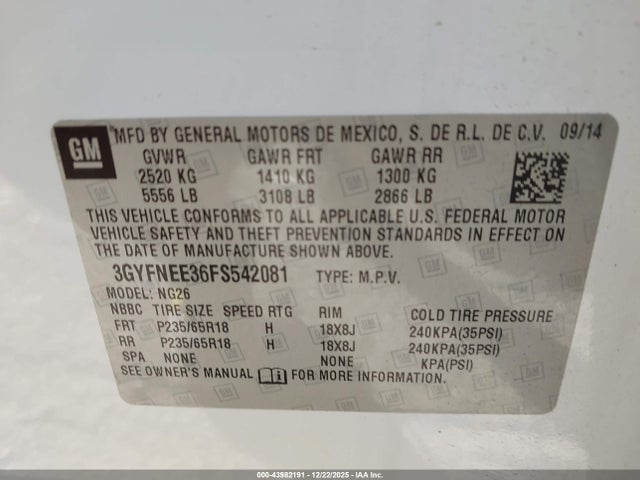 GM MFD BY GENERAL MOTORS DE MEXICO, S. DE R.L. DE C.V. 09/14
GVWR GAWR FRT GAWR RR
2520 KG 1410 KG 1300 KG
5556 LB 3108 LB 2866 LB
THIS VEHICLE CONFORMS TO ALL APPLICABLE U.S. FEDERAL MOTOR
VEHICLE SAFETY AND THEFT PREVENTION STANDARDS IN EFFECT ON
THE DATE OF MANUFACTURE SHOWN ABOVE.
3GYFNEE36FS542081 TYPE: M.P.V.
MODEL: NG26
NBBC TIRE SIZE SPEED RTG RIM COLD TIRE PRESSURE
FRT P235/65R18 H 18X8J 240KPA(35PSI)
RR P235/65R18 H 18X8J 240KPA(35PSI)
SPA NONE NONE KPA(PSI)
SEE OWNER'S MANUAL FOR MORE INFORMATION.
000-43982191 - 12/22/2025 - IAA Inc.